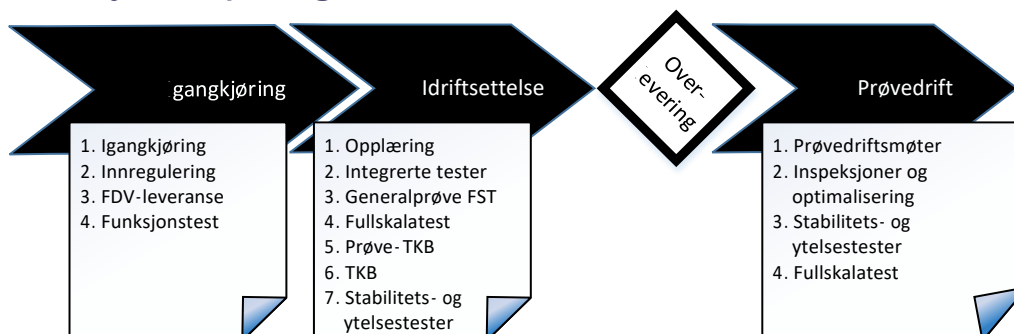 Igangkjøring
Idriftsettelse
Over-
levering
Prøvedrift
1. Igangkjøring
2. Innregulering
3. FDV-leveranse
4. Funksjonstest
1. Opplæring
2. Integrerte tester
3. Generalprøve FST
4. Fullskalatest
5. Prøve-TKB
6. TKB
7. Stabilitets- og
ytelsestester
1. Prøvedriftsmøter
2. Inspeksjoner og
optimalisering
3. Stabilitets- og
ytelsestester
4. Fullskalatest